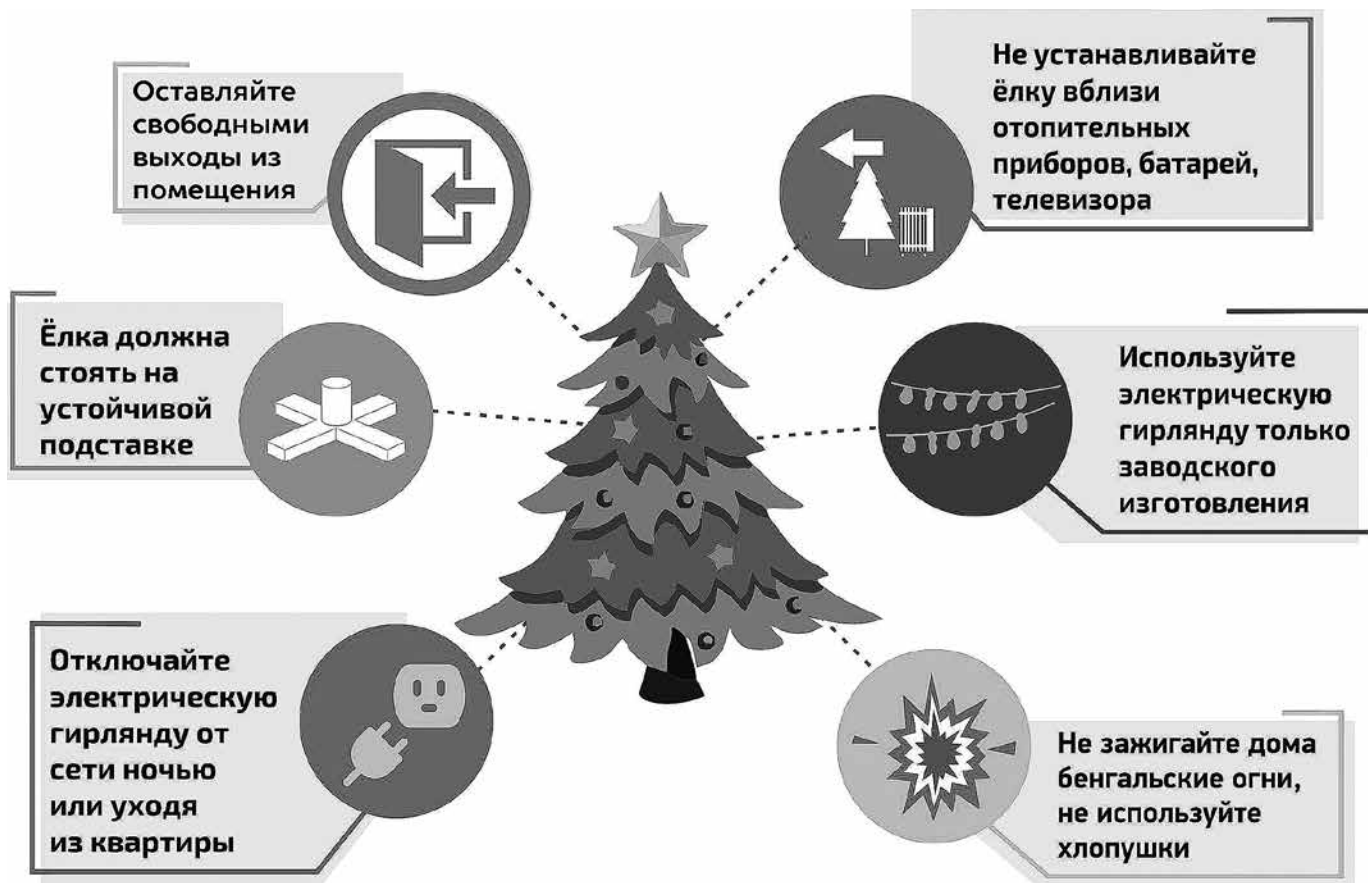 Оставляйте
свободными
выходы из
помещения
Не устанавливайте
ёлку вблизи
отопительных
приборов, батарей,
телевизора
Ёлка должна
стоять на
устойчивой
подставке
Используйте
электрическую
гирлянду только
заводского
изготовления
Отключайте
электрическую
гирлянду от
сети ночью
или уходя
из квартиры
Не зажигайте дома
бенгальские огни,
не используйте
хлопушки